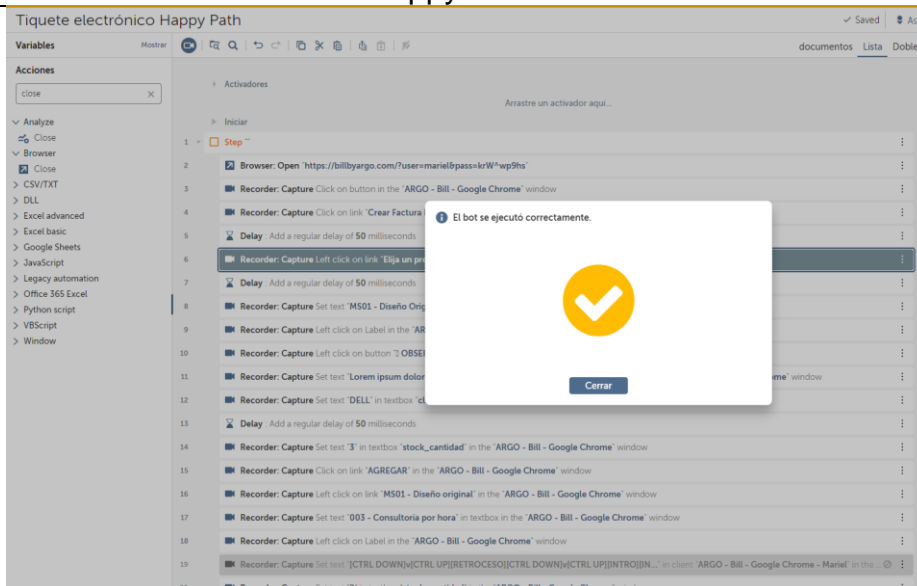 Tiquete electrónico Happy Path
Saved
As
Variables
Mostrar
documentos Lista Doble
Acciones
close
Activadores
Arrastre un activador aquí...
Iniciar
Analyze
Close
Browser
Close
CSV/TXT
DLL
Excel advanced
Excel basic
Google Sheets
JavaScript
Legacy automation
Office 365 Excel
Python script
VBScript
Window
1 Step ""
2 Browser: Open "https://billbyargo.com/?user=mariel&pass=krW^wp9hs"
3 Recorder: Capture Click on button in the "ARGO - Bill - Google Chrome" window
4 Recorder: Capture Click on link "Crear Factura
5 Delay : Add a regular delay of 50 milliseconds
6 Recorder: Capture Left click on link "Elija un
7 Delay : Add a regular delay of 50 milliseconds
8 Recorder: Capture Set text "MS01 - Diseño
9 Recorder: Capture Left click on Label in the "AR
10 Recorder: Capture Left click on button
11 Recorder: Capture Set text "Lorem ipsum dolor me" window
12 Recorder: Capture Set text "DELL" in textbox
13 Delay : Add a regular delay of 50 milliseconds
14 Recorder: Capture Set text "3" in textbox "stock_cantidad" in the "ARGO - Bill - Google Chrome" window
15 Recorder: Capture Click on link "AGREGAR" in the "ARGO - Bill - Google Chrome" window
16 Recorder: Capture Left click on link "MS01 - Diseño original" in the "ARGO - Bill - Google Chrome" window
17 Recorder: Capture Set text "003 - Consultoria por hora" in textbox in the "ARGO - Bill - Google Chrome" window
18 Recorder: Capture Left click on Label in the "ARGO - Bill - Google Chrome" window
19 Recorder: Capture Set text "[CTRL DOWN]v[CTRL UP][RETROCESO][CTRL DOWN]v[CTRL UP][INTRO][IN..." in client "ARGO - Bill - Google Chrome - Mariel" in the ...
El bot se ejecutó correctamente.
Cerrar